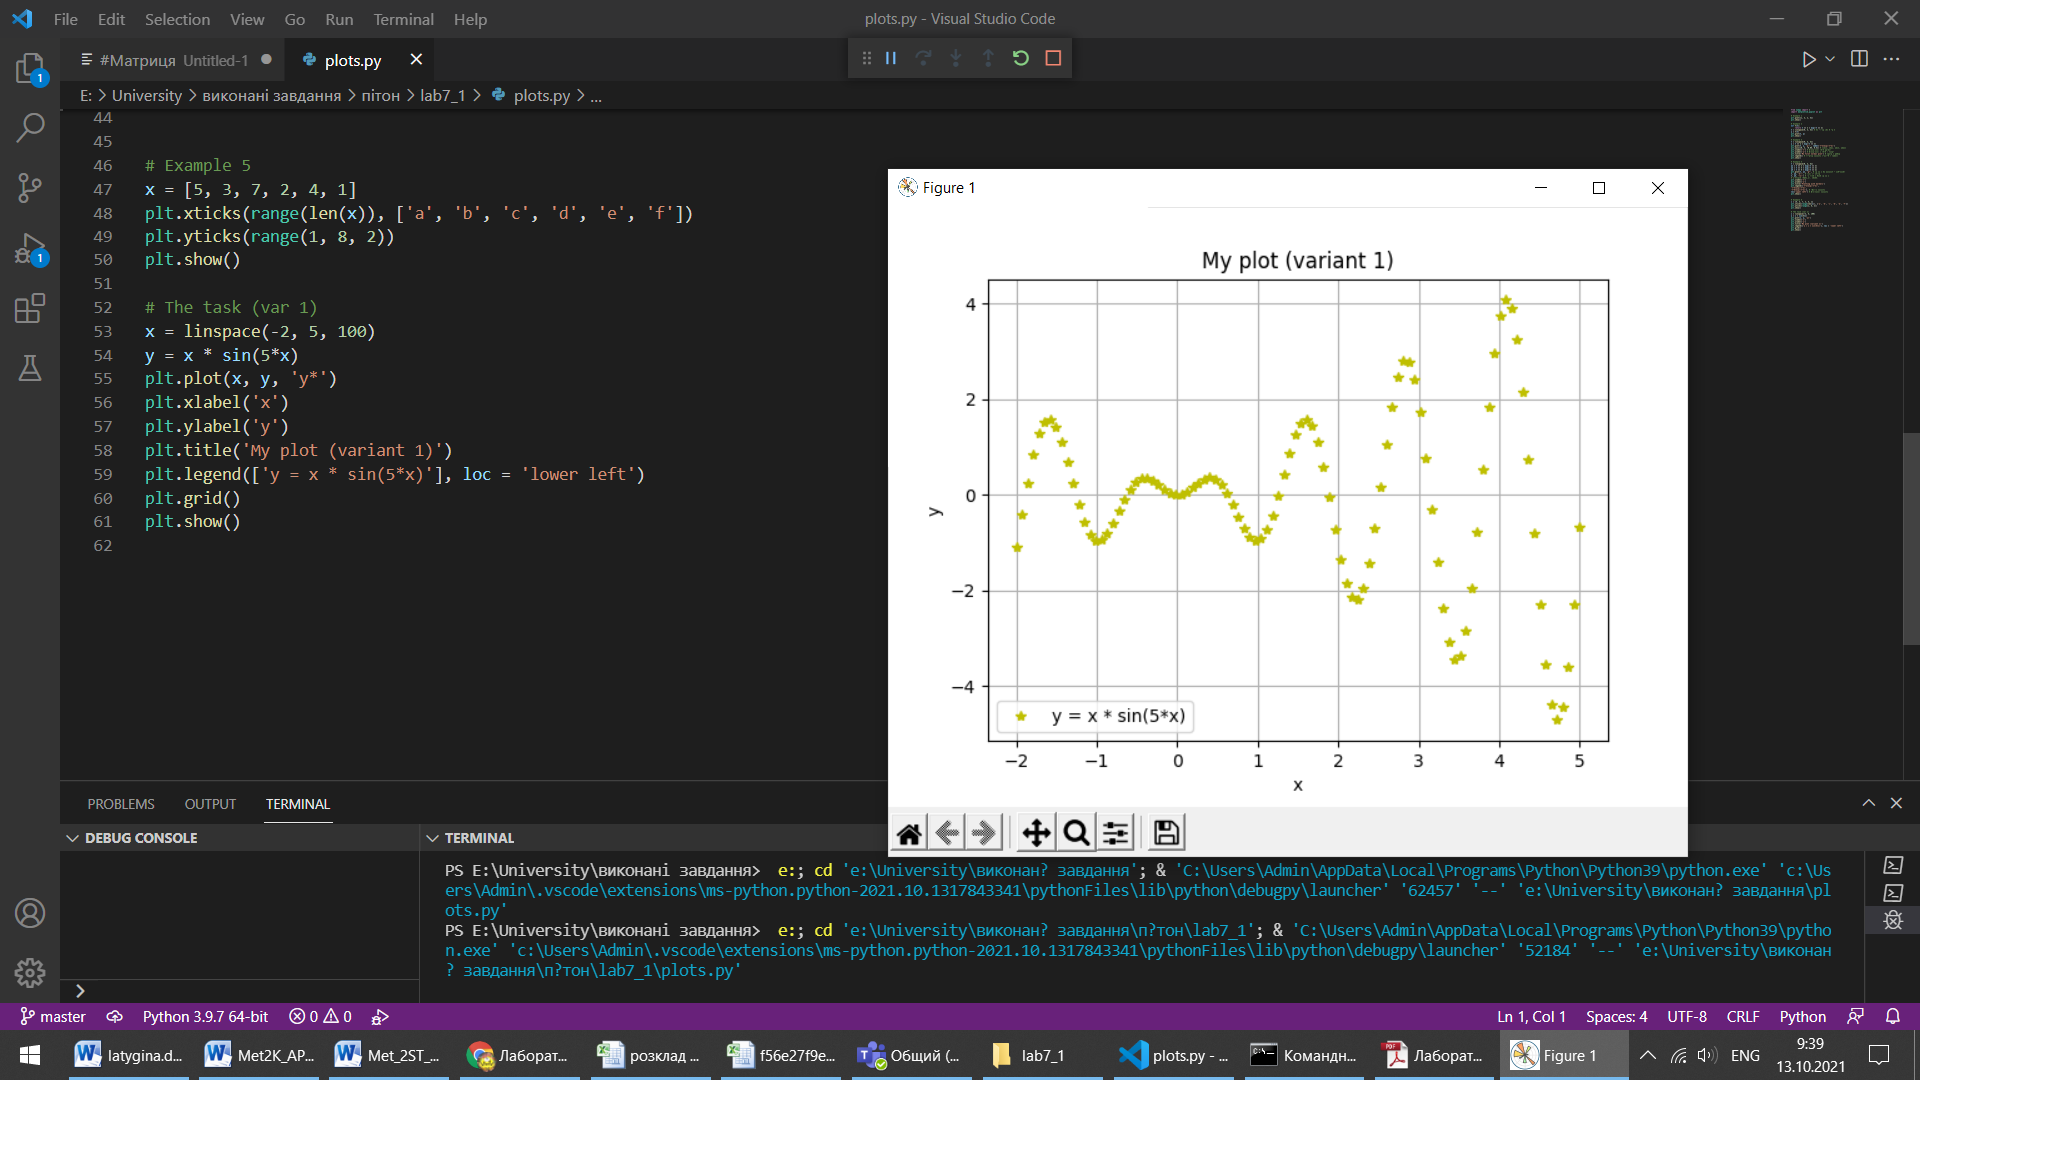 File Edit Selection View Go Run Terminal Help
plots.py - Visual Studio Code
#Матриця Untitled-1
plots.py
E: > University > виконані завдання > пітон > lab7_1 > plots.py > ...
44
45
46 # Example 5
47 x = [5, 3, 7, 2, 4, 1]
48 plt.xticks(range(len(x)), ['a', 'b', 'c', 'd', 'e', 'f'])
49 plt.yticks(range(1, 8, 2))
50 plt.show()
51
52 # The task (var 1)
53 x = linspace(-2, 5, 100)
54 y = x * sin(5*x)
55 plt.plot(x, y, 'y*')
56 plt.xlabel('x')
57 plt.ylabel('y')
58 plt.title('My plot (variant 1)')
59 plt.legend(['y = x * sin(5*x)'], loc = 'lower left')
60 plt.grid()
61 plt.show()
62
1
1
Figure 1
My plot (variant 1)
4
2
0
−2
−4
y
y = x * sin(5*x)
−2 −1 0 1 2 3 4 5
x
PROBLEMS OUTPUT TERMINAL
DEBUG CONSOLE
TERMINAL
PS E:\University\виконані завдання> e:; cd 'e:\University\виконан? завдання'; & 'C:\Users\Admin\AppData\Local\Programs\Python\Python39\python.exe' 'c:\Us
ers\Admin\.vscode\extensions\ms-python.python-2021.10.1317843341\pythonFiles\lib\python\debugpy\launcher' '62457' '--' 'e:\University\виконан? завдання\pl
ots.py'
PS E:\University\виконані завдання> e:; cd 'e:\University\виконан? завдання\п?тон\lab7_1'; & 'C:\Users\Admin\AppData\Local\Programs\Python\Python39\pytho
n.exe' 'c:\Users\Admin\.vscode\extensions\ms-python.python-2021.10.1317843341\pythonFiles\lib\python\debugpy\launcher' '52184' '--' 'e:\University\виконан
? завдання\п?тон\lab7_1\plots.py'
master Python 3.9.7 64-bit 0 0
Ln 1, Col 1 Spaces: 4 UTF-8 CRLF Python
latygina.d... Met2K_AP... Met_2ST_... Лаборат... розклад ... f56e27f9e... Общий (... lab7_1 plots.py - ... Командн... Лаборат... Figure 1
ENG
9:39
13.10.2021